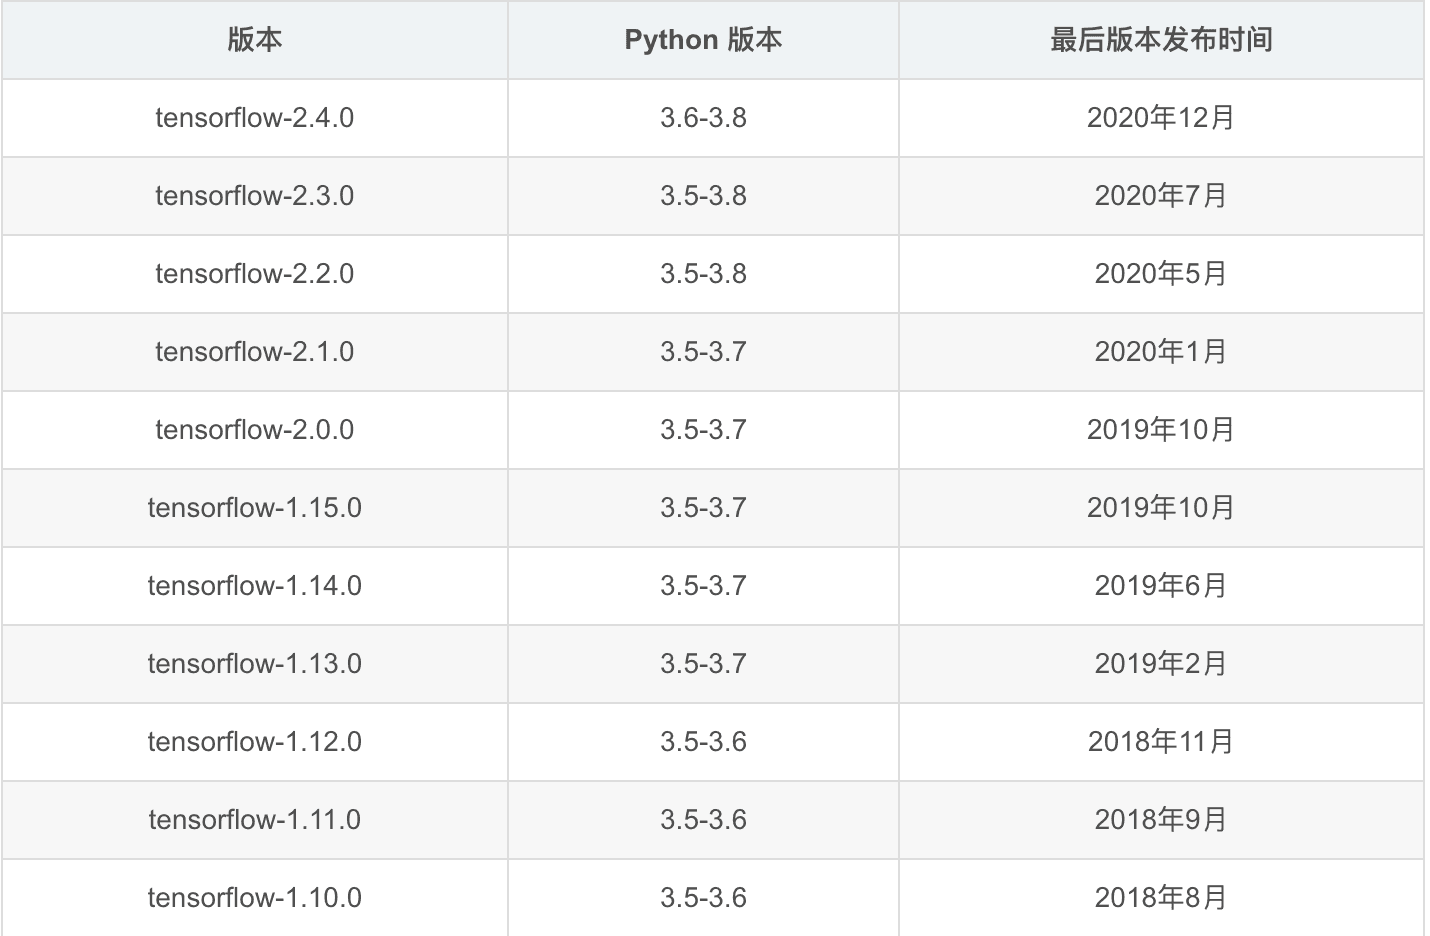 版本 Python 版本 最后版本发布时间
tensorflow-2.4.0 3.6-3.8 2020年12月
tensorflow-2.3.0 3.5-3.8 2020年7月
tensorflow-2.2.0 3.5-3.8 2020年5月
tensorflow-2.1.0 3.5-3.7 2020年1月
tensorflow-2.0.0 3.5-3.7 2019年10月
tensorflow-1.15.0 3.5-3.7 2019年10月
tensorflow-1.14.0 3.5-3.7 2019年6月
tensorflow-1.13.0 3.5-3.7 2019年2月
tensorflow-1.12.0 3.5-3.6 2018年11月
tensorflow-1.11.0 3.5-3.6 2018年9月
tensorflow-1.10.0 3.5-3.6 2018年8月